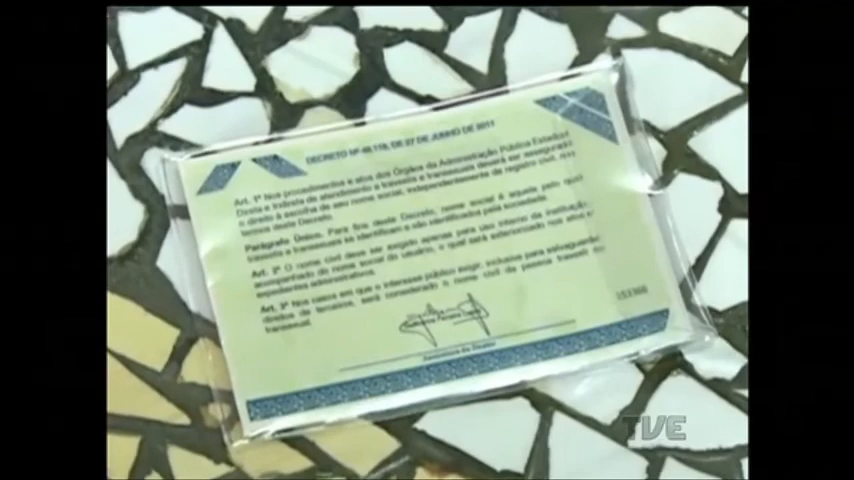 DECRETO Nº 48.118, DE 27 DE JUNHO DE 2011
Art. 1º Nos procedimentos e atos dos Órgãos da Administração Pública Estadual
Direta e Indireta de atendimento a travestis e transexuais deverá ser assegurado
o direito à escolha de seu nome social, independentemente de registro civil, nos
termos deste Decreto.
Parágrafo Único. Para fins deste Decreto, nome social é aquele pelo qual
travestis e transexuais se identificam e são identificados pela sociedade.
Art. 2º O nome civil deve ser exigido apenas para uso interno da instituição,
acompanhado do nome social do usuário, o qual será exteriorizado nos atos e
expedientes administrativos.
Art. 3º Nos casos em que o interesse público exigir, inclusive para salvaguardar
direitos de terceiros, será considerado o nome civil da pessoa travesti ou
transexual.
Assinatura do Diretor
TVE